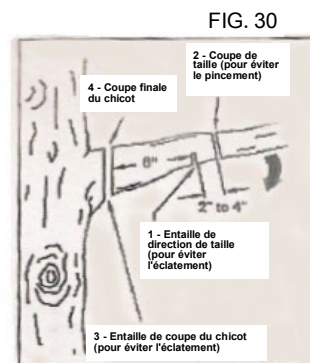 FIG. 30
2 - Coupe de
taille (pour éviter
le pincement)
4 - Coupe finale
du chicot
6"
2" to 4"
1 - Entaille de
direction de taille
(pour éviter
l'éclatement)
3 - Entaille de coupe du chicot
(pour éviter l'éclatement)